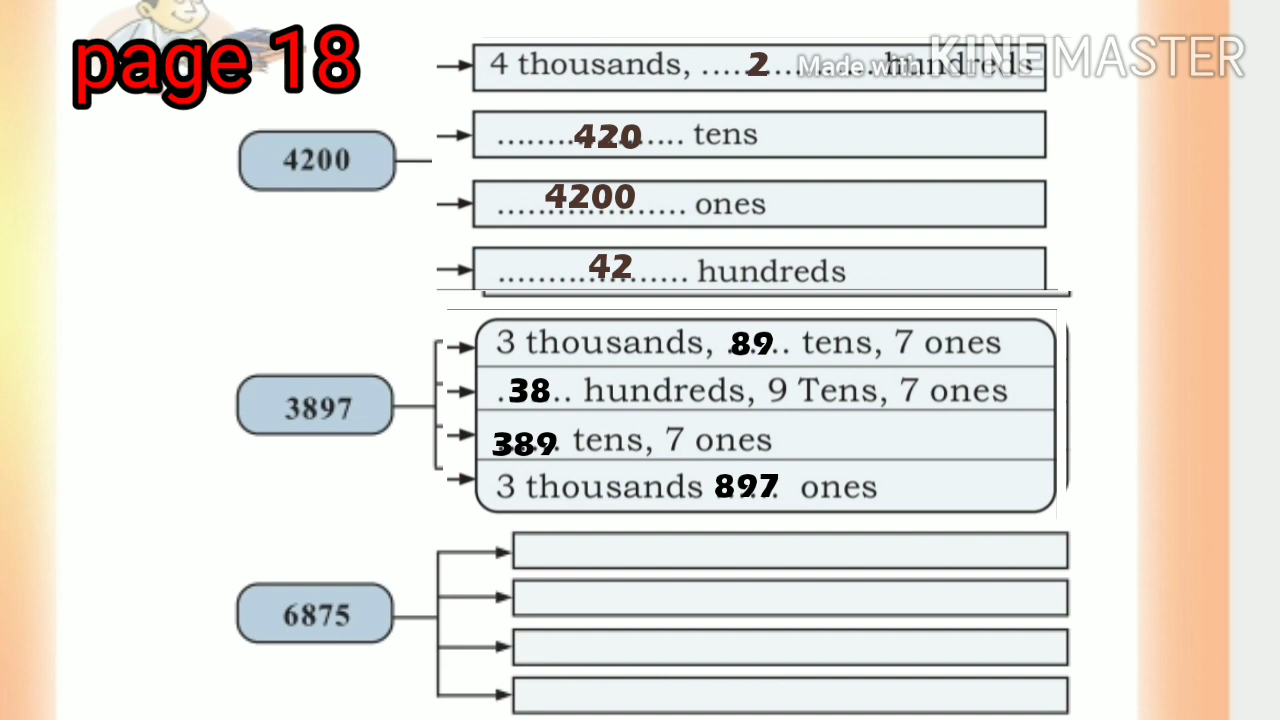 page 18
Made with KINEMASTER
4200
4 thousands, .....2.......... hundreds
........420...... tens
4200 ones
42 hundreds
3897
3 thousands, 89.. tens, 7 ones
.38.. hundreds, 9 Tens, 7 ones
389 tens, 7 ones
3 thousands 897 ones
6875